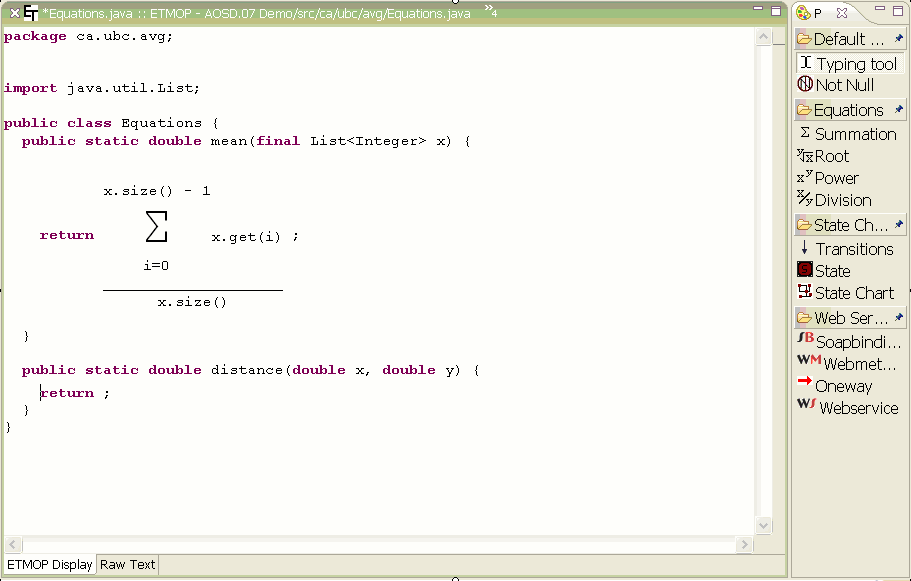 *Equations.java :: ETMOP - AOSD.07 Demo/src/ca/ubc/avg/Equations.java »4
package ca.ubc.avg;
import java.util.List;
public class Equations {
public static double mean(final List<Integer> x) {
x.size() - 1
∑
return x.get(i) ;
i=0
x.size()
}
public static double distance(double x, double y) {
return ;
}
}
ETMOP Display Raw Text
P
Default ...
Typing tool
Not Null
Equations
Σ Summation
Root
Power
Division
State Ch...
Transitions
State
State Chart
Web Ser...
SB Soapbindi...
WM Webmet...
Oneway
WS Webservice